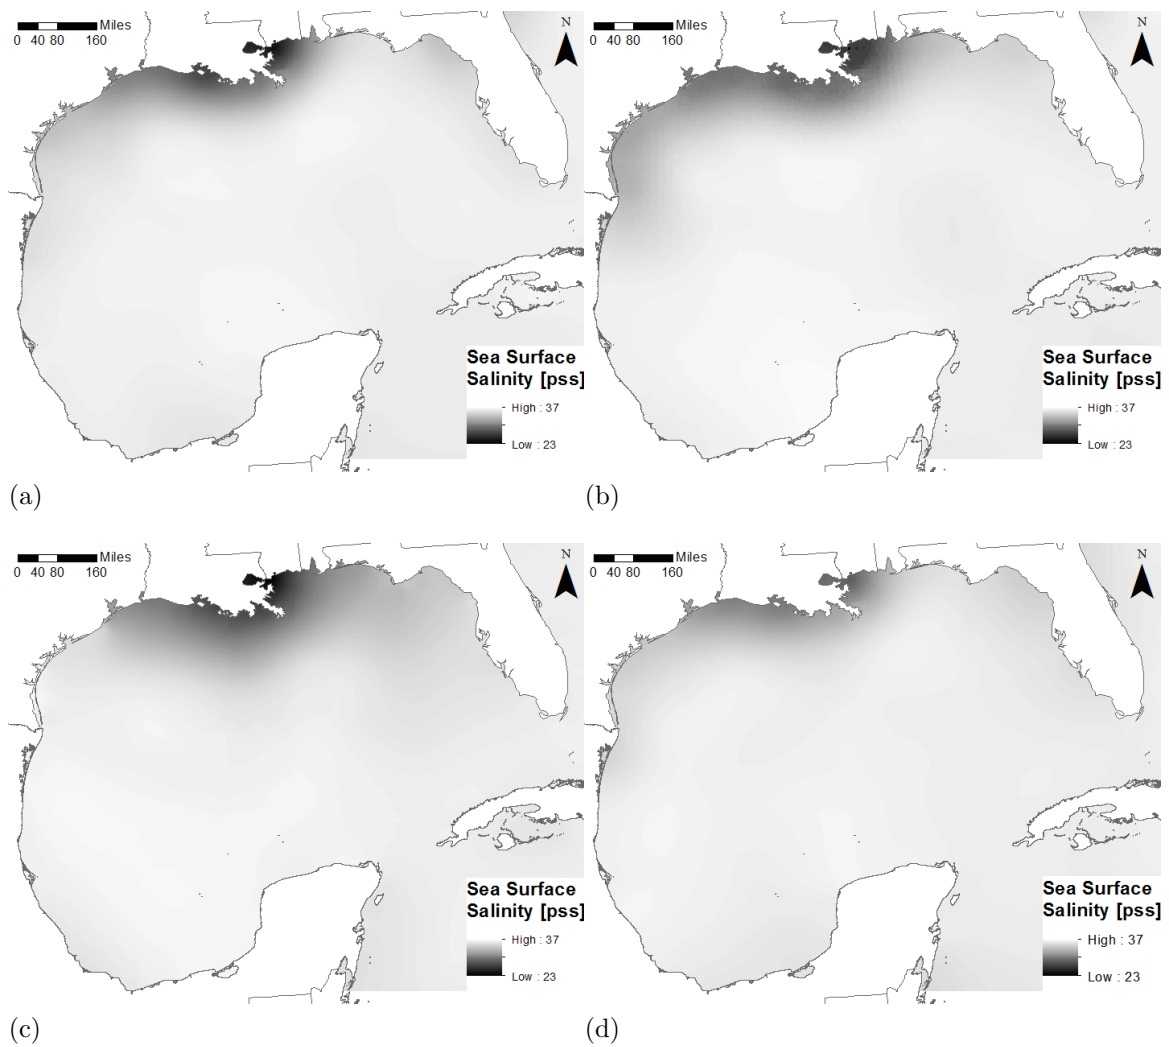 Miles
0 40 80 160
N
Sea Surface
Salinity [pss]
High : 37
Low : 23
(a)
Miles
0 40 80 160
N
Sea Surface
Salinity [pss]
High : 37
Low : 23
(b)
Miles
0 40 80 160
N
Sea Surface
Salinity [pss]
High : 37
Low : 23
(c)
Miles
0 40 80 160
N
Sea Surface
Salinity [pss]
High : 37
Low : 23
(d)